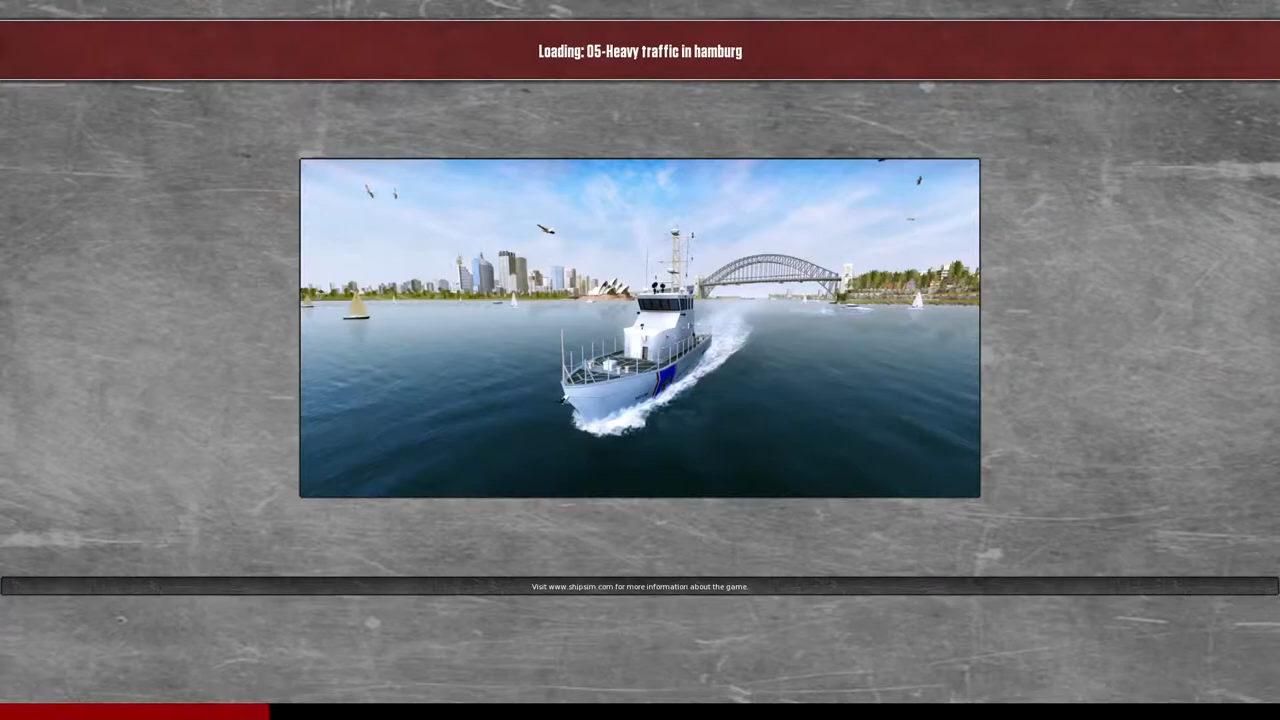 Loading: 05-Heavy traffic in hamburg
Visit www.shipsim.com for more information about the game.